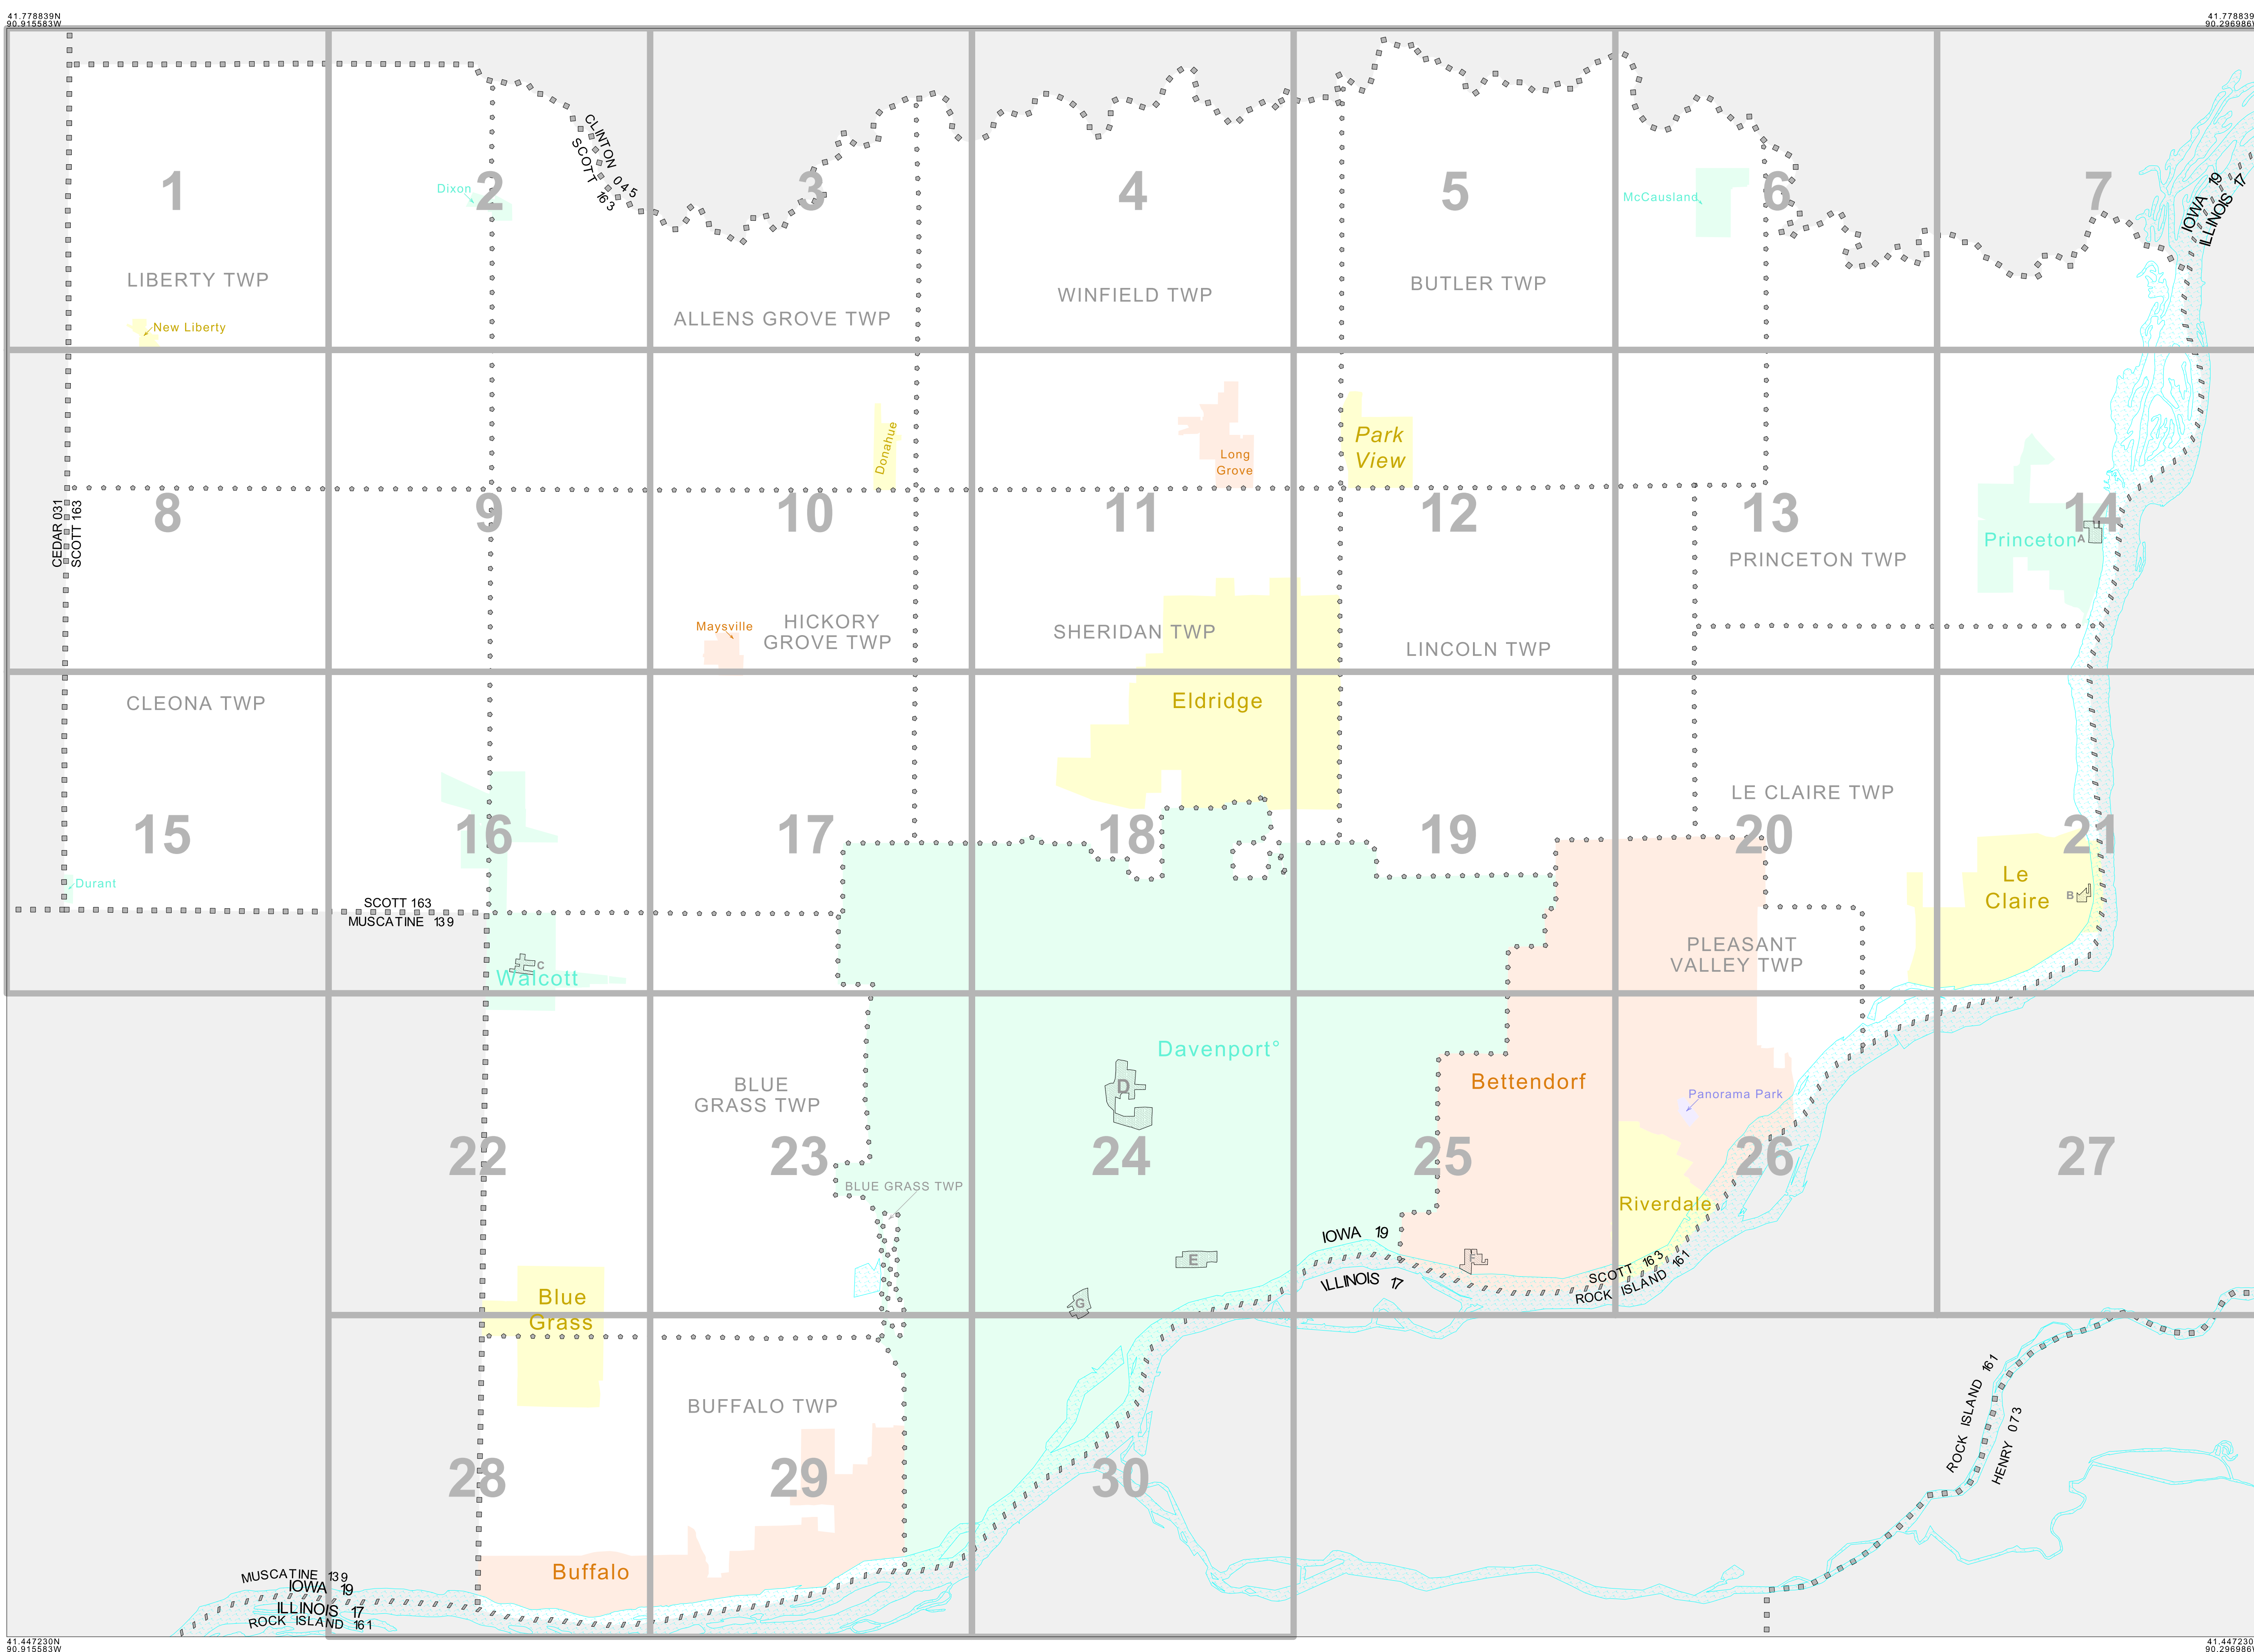 41.778839N
90.915583W
41.778839N
90.296986W
CLINTON 045
SCOTT 163
IOWA 19
ILLINOIS 17
1
2
3
4
5
6
7
Dixon
McCausland
LIBERTY TWP
ALLENS GROVE TWP
WINFIELD TWP
BUTLER TWP
New Liberty
Donahue
Long
Grove
Park
View
CEDAR 031
SCOTT 163
8
9
10
11
12
13
14
Princeton
A
PRINCETON TWP
Maysville
HICKORY
GROVE TWP
SHERIDAN TWP
LINCOLN TWP
CLEONA TWP
Eldridge
LE CLAIRE TWP
15
16
17
18
19
20
21
Durant
Le
Claire
B
SCOTT 163
MUSCATINE 139
PLEASANT
VALLEY TWP
C
Walcott
Davenport°
Bettendorf
BLUE
GRASS TWP
D
Panorama Park
22
23
24
25
26
27
BLUE GRASS TWP
Riverdale
IOWA 19
ILLINOIS 17
E
F
SCOTT 163
ROCK ISLAND 161
G
Blue
Grass
BUFFALO TWP
ROCK ISLAND 161
HENRY 073
28
29
30
Buffalo
MUSCATINE 139
IOWA 19
ILLINOIS 17
ROCK ISLAND 161
41.447230N
90.915583W
41.447230N
90.296986W